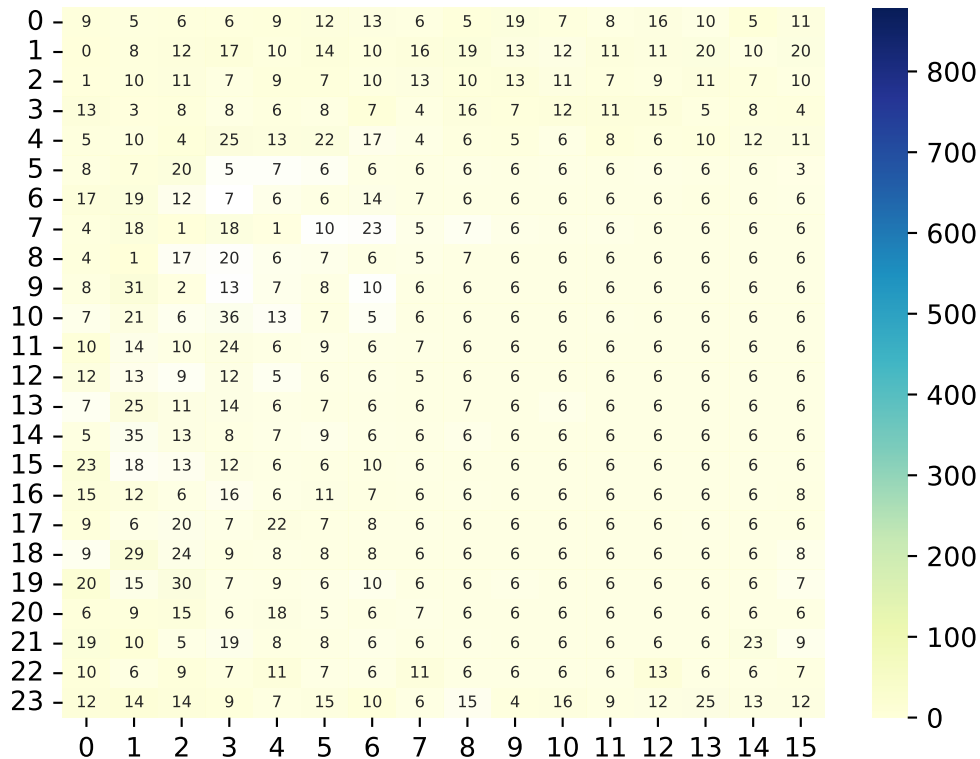 0 9 5 6 6 9 12 13 6 5 19 7 8 16 10 5 11
1 0 8 12 17 10 14 10 16 19 13 12 11 11 20 10 20
2 1 10 11 7 9 7 10 13 10 13 11 7 9 11 7 10
3 13 3 8 8 6 8 7 4 16 7 12 11 15 5 8 4
4 5 10 4 25 13 22 17 4 6 5 6 8 6 10 12 11
5 8 7 20 5 7 6 6 6 6 6 6 6 6 6 6 3
6 17 19 12 7 6 6 14 7 6 6 6 6 6 6 6 6
7 4 18 1 18 1 10 23 5 7 6 6 6 6 6 6 6
8 4 1 17 20 6 7 6 5 7 6 6 6 6 6 6 6
9 8 31 2 13 7 8 10 6 6 6 6 6 6 6 6 6
10 7 21 6 36 13 7 5 6 6 6 6 6 6 6 6 6
11 10 14 10 24 6 9 6 7 6 6 6 6 6 6 6 6
12 12 13 9 12 5 6 6 5 6 6 6 6 6 6 6 6
13 7 25 11 14 6 7 6 6 7 6 6 6 6 6 6 6
14 5 35 13 8 7 9 6 6 6 6 6 6 6 6 6 6
15 23 18 13 12 6 6 10 6 6 6 6 6 6 6 6 6
16 15 12 6 16 6 11 7 6 6 6 6 6 6 6 6 8
17 9 6 20 7 22 7 8 6 6 6 6 6 6 6 6 6
18 9 29 24 9 8 8 8 6 6 6 6 6 6 6 6 8
19 20 15 30 7 9 6 10 6 6 6 6 6 6 6 6 7
20 6 9 15 6 18 5 6 7 6 6 6 6 6 6 6 6
21 19 10 5 19 8 8 6 6 6 6 6 6 6 6 23 9
22 10 6 9 7 11 7 6 11 6 6 6 6 13 6 6 7
23 12 14 14 9 7 15 10 6 15 4 16 9 12 25 13 12
0 1 2 3 4 5 6 7 8 9 10 11 12 13 14 15
800
700
600
500
400
300
200
100
0